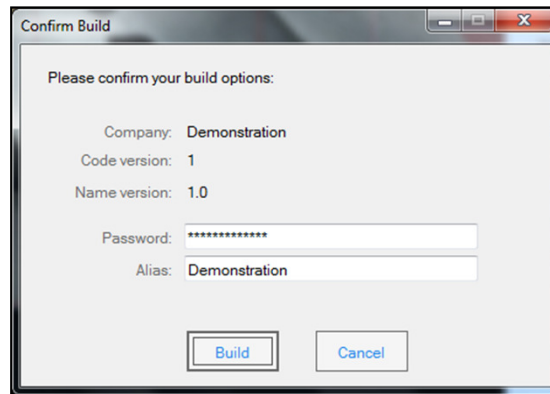 Confirm Build
Please confirm your build options:
Company: Demonstration
Code version: 1
Name version: 1.0
Password: *************
Alias: Demonstration
Build Cancel